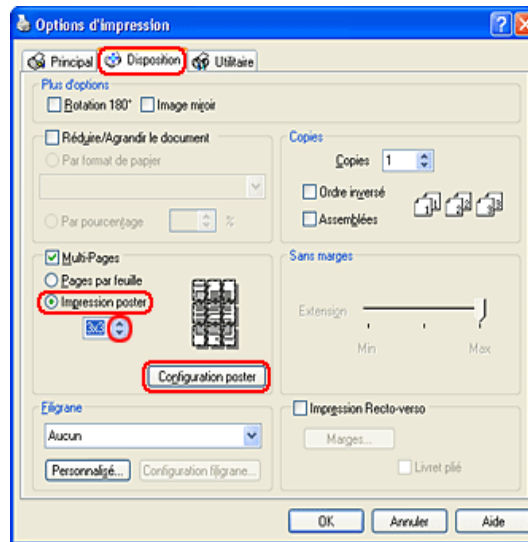 Options d'impression
Principal Disposition Utilitaire
Plus d'options
Rotation 180° Image miroir
Réduire/Agrandir le document
Par format de papier
Par pourcentage %
Copies
Copies 1
Ordre inversé
Assemblées
Multi-Pages
Pages par feuille
Impression poster
3x3
Configuration poster
Sans marges
Extension
Min Max
Filigrane
Aucun
Personnalisé... Configuration filigrane...
Impression Recto-verso
Marges...
Livret plié
OK Annuler Aide